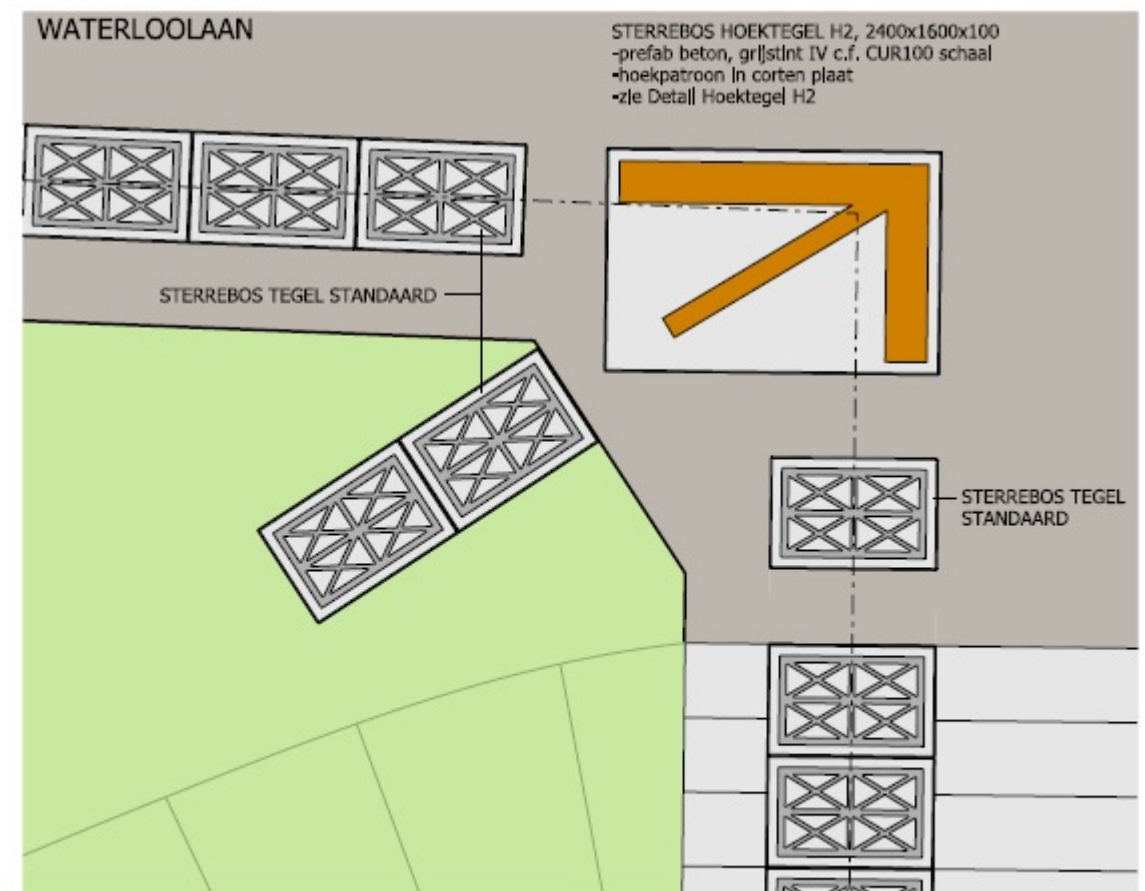 WATERLOOLAAN
STERREBOS HOEKTEGEL H2, 2400x1600x100
-prefab beton, grijstint IV c.f. CUR100 schaal
-hoekpatroon in corten plaat
-zie Detail Hoektegel H2
STERREBOS TEGEL STANDAARD
STERREBOS TEGEL
STANDAARD